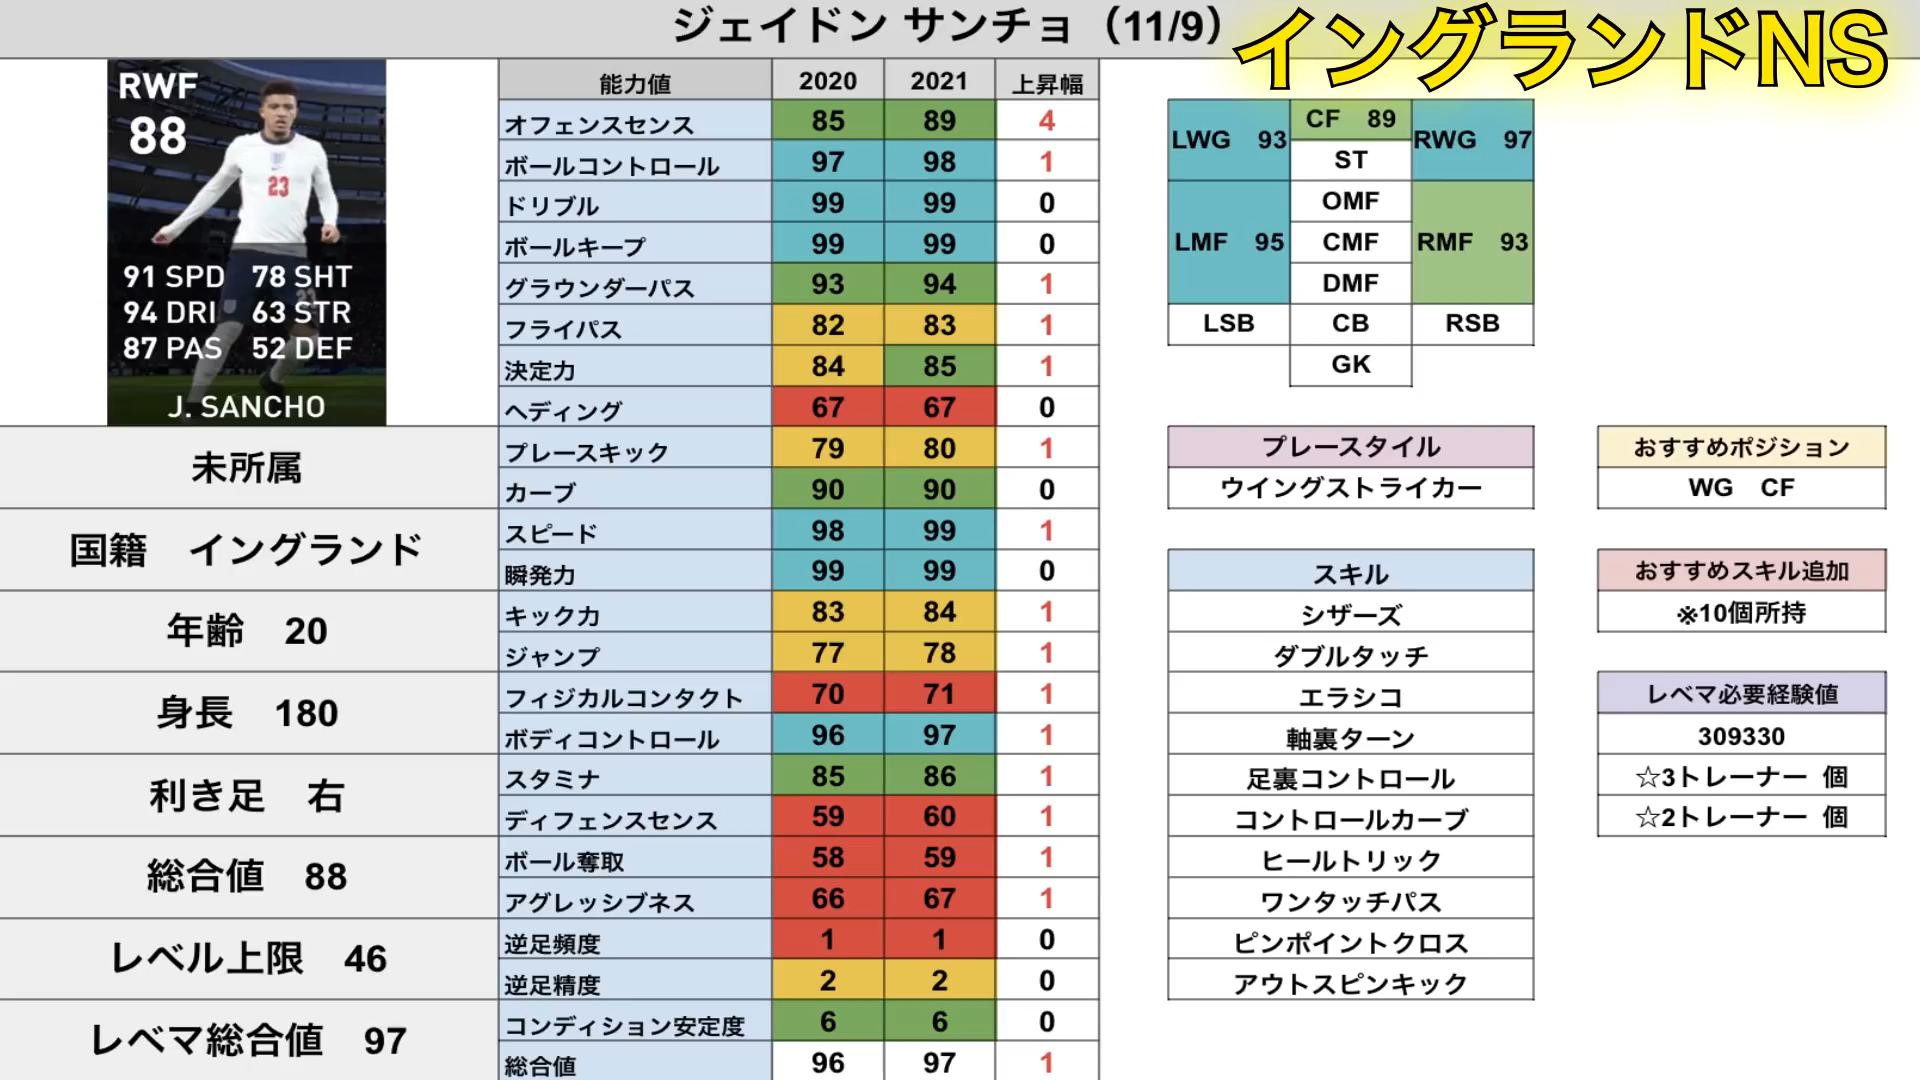 ジェイドン サンチョ（11/9）
イングランドNS
RWF
88
23
91 SPD 78 SHT
94 DRI 63 STR
87 PAS 52 DEF
J. SANCHO
未所属
国籍 イングランド
年齢 20
身長 180
利き足 右
総合値 88
レベル上限 46
レベマ総合値 97
能力値 2020 2021 上昇幅
オフェンスセンス 85 89 4
ボールコントロール 97 98 1
ドリブル 99 99 0
ボールキープ 99 99 0
グラウンダーパス 93 94 1
フライパス 82 83 1
決定力 84 85 1
ヘディング 67 67 0
プレースキック 79 80 1
カーブ 90 90 0
スピード 98 99 1
瞬発力 99 99 0
キック力 83 84 1
ジャンプ 77 78 1
フィジカルコンタクト 70 71 1
ボディコントロール 96 97 1
スタミナ 85 86 1
ディフェンスセンス 59 60 1
ボール奪取 58 59 1
アグレッシブネス 66 67 1
逆足頻度 1 1 0
逆足精度 2 2 0
コンディション安定度 6 6 0
総合値 96 97 1
LWG 93 CF 89 RWG 97
ST
OMF
LMF 95 CMF RMF 93
DMF
LSB CB RSB
GK
プレースタイル
ウイングストライカー
スキル
シザーズ
ダブルタッチ
エラシコ
軸裏ターン
足裏コントロール
コントロールカーブ
ヒールトリック
ワンタッチパス
ピンポイントクロス
アウトスピンキック
おすすめポジション
WG CF
おすすめスキル追加
※10個所持
レベマ必要経験値
309330
☆3トレーナー 個
☆2トレーナー 個